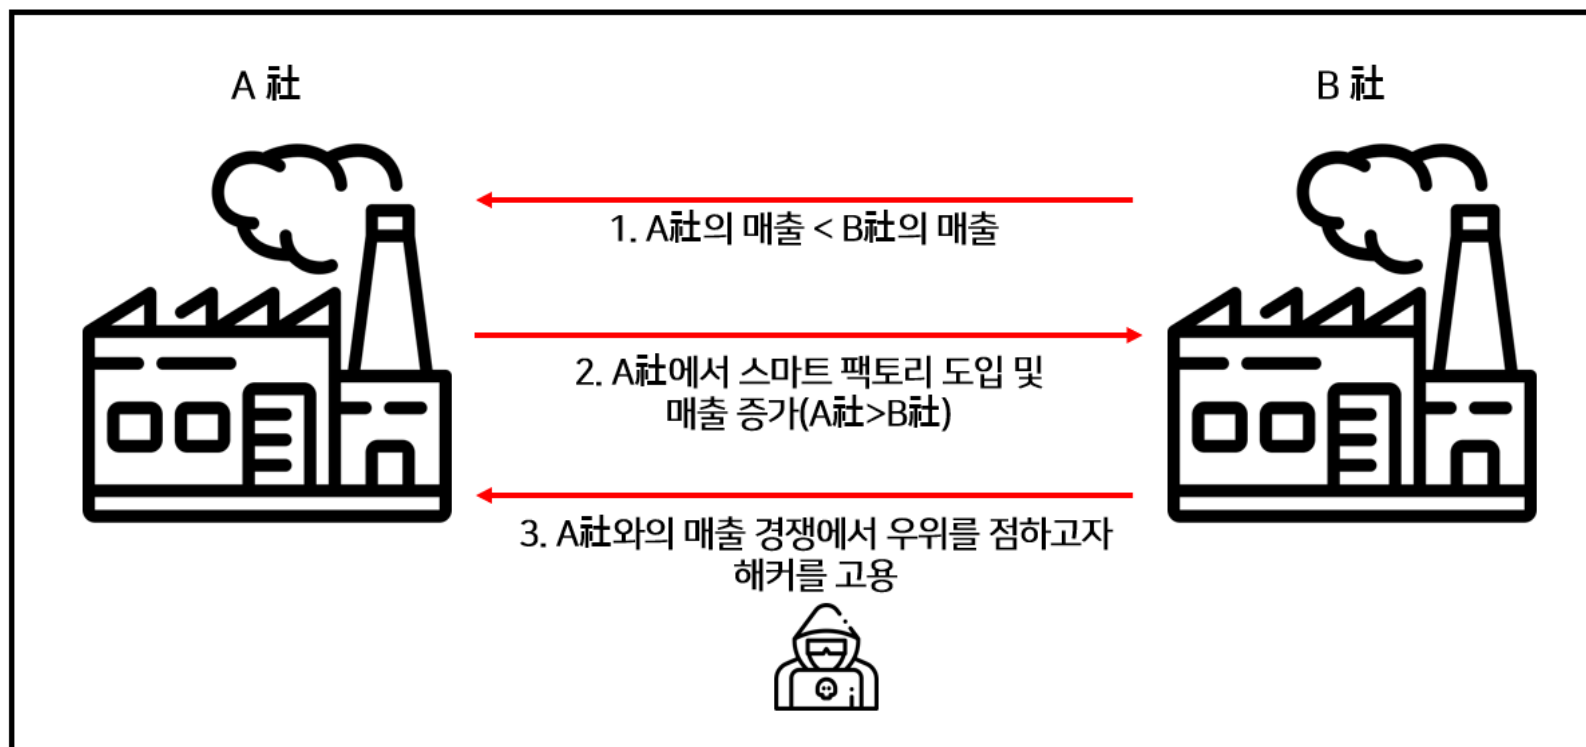 A 社
B 社
1. A社의 매출 < B社의 매출
2. A社에서 스마트 팩토리 도입 및
매출 증가(A社>B社)
3. A社와의 매출 경쟁에서 우위를 점하고자
해커를 고용